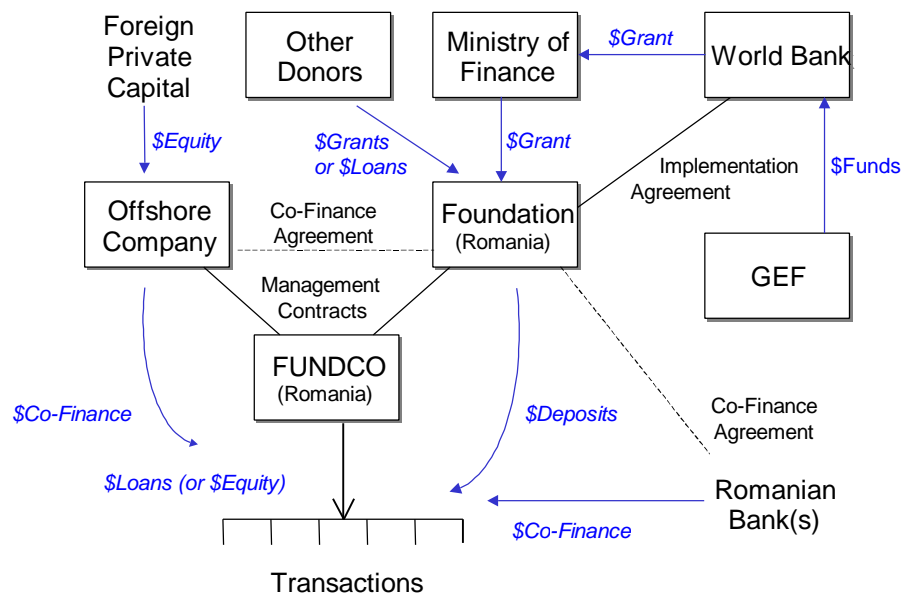 Foreign
Private
Capital
Other
Donors
Ministry of
Finance
$Grant
World Bank
$Equity
$Grants
or $Loans
$Grant
Implementation
Agreement
$Funds
Offshore
Company
Co-Finance
Agreement
Foundation
(Romania)
GEF
Management
Contracts
FUNDCO
(Romania)
$Co-Finance
$Deposits
Co-Finance
Agreement
$Loans (or $Equity)
Romanian
Bank(s)
$Co-Finance
Transactions